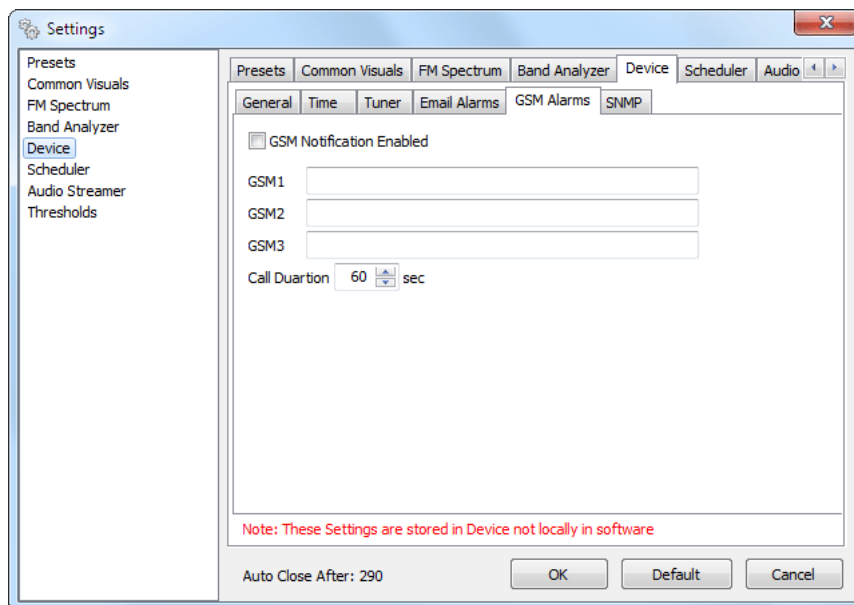 Settings
Presets
Common Visuals
FM Spectrum
Band Analyzer
Device
Scheduler
Audio Streamer
Thresholds
Presets Common Visuals FM Spectrum Band Analyzer Device Scheduler Audio
General Time Tuner Email Alarms GSM Alarms SNMP
GSM Notification Enabled
GSM1
GSM2
GSM3
Call Duartion 60 sec
Note: These Settings are stored in Device not locally in software
Auto Close After: 290 OK Default Cancel